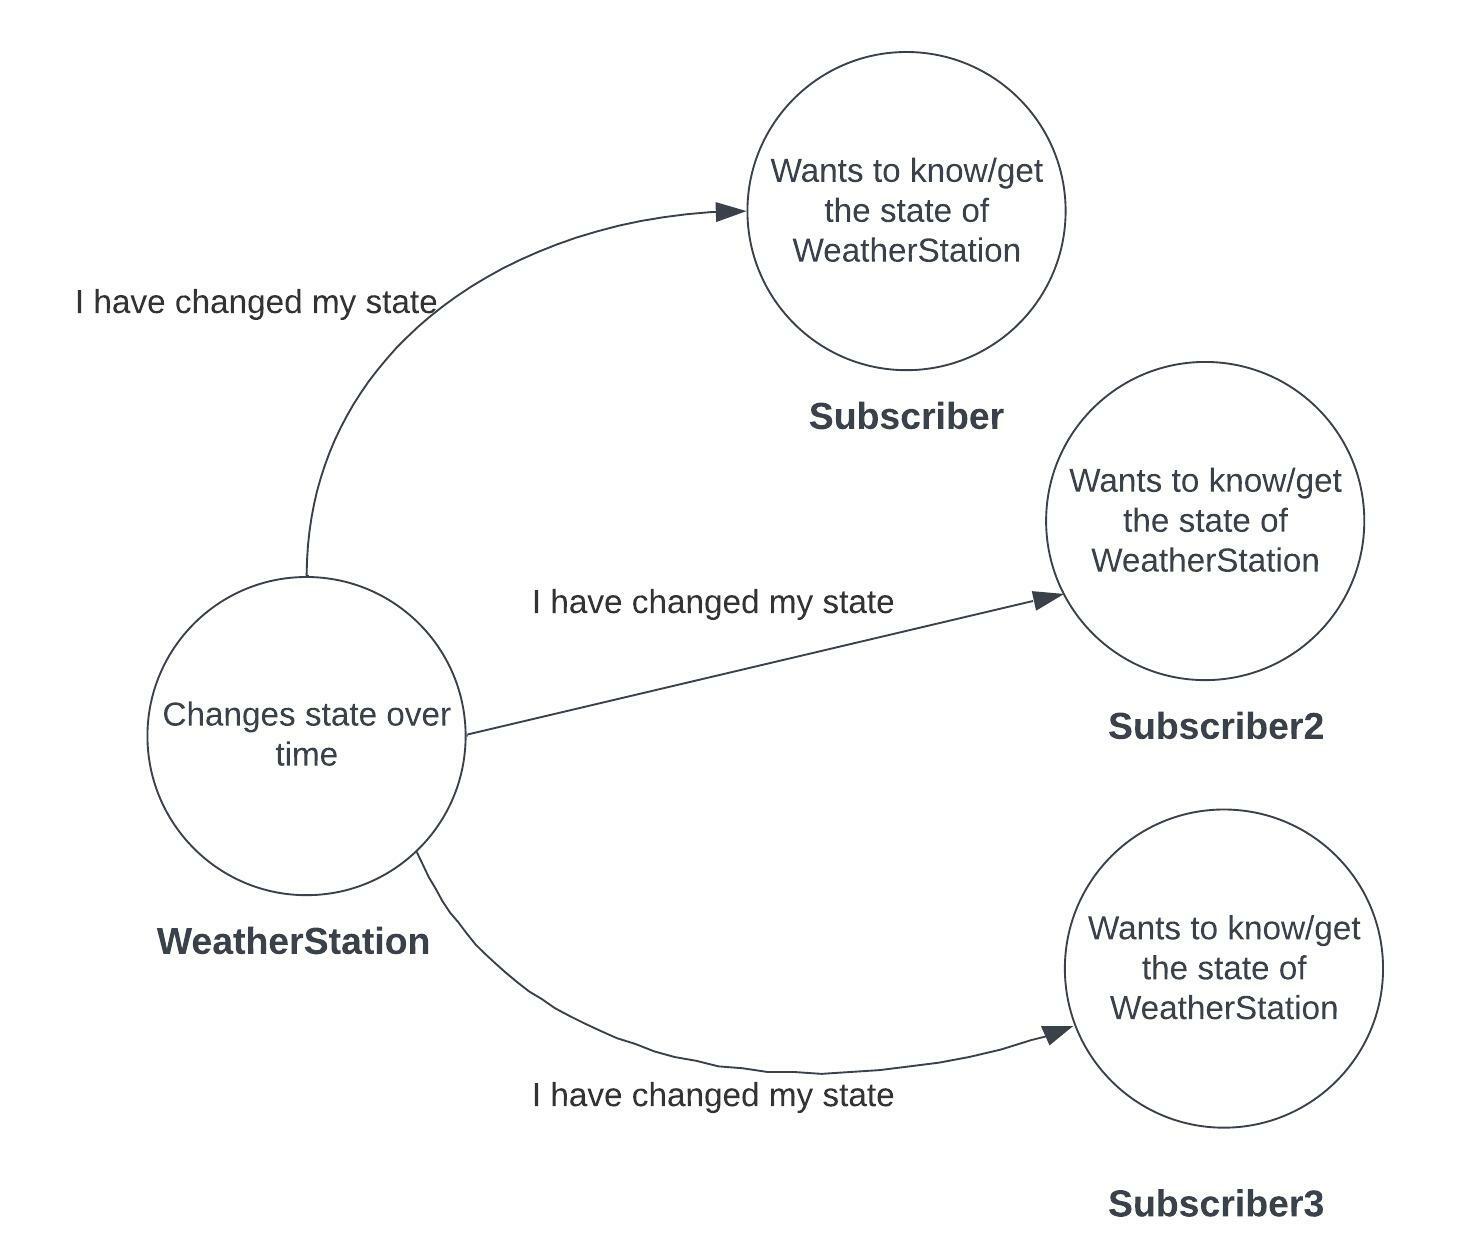 Wants to know/get
the state of
WeatherStation
I have changed my state
Subscriber
Wants to know/get
the state of
WeatherStation
I have changed my state
Changes state over
time
Subscriber2
WeatherStation
Wants to know/get
the state of
WeatherStation
I have changed my state
Subscriber3